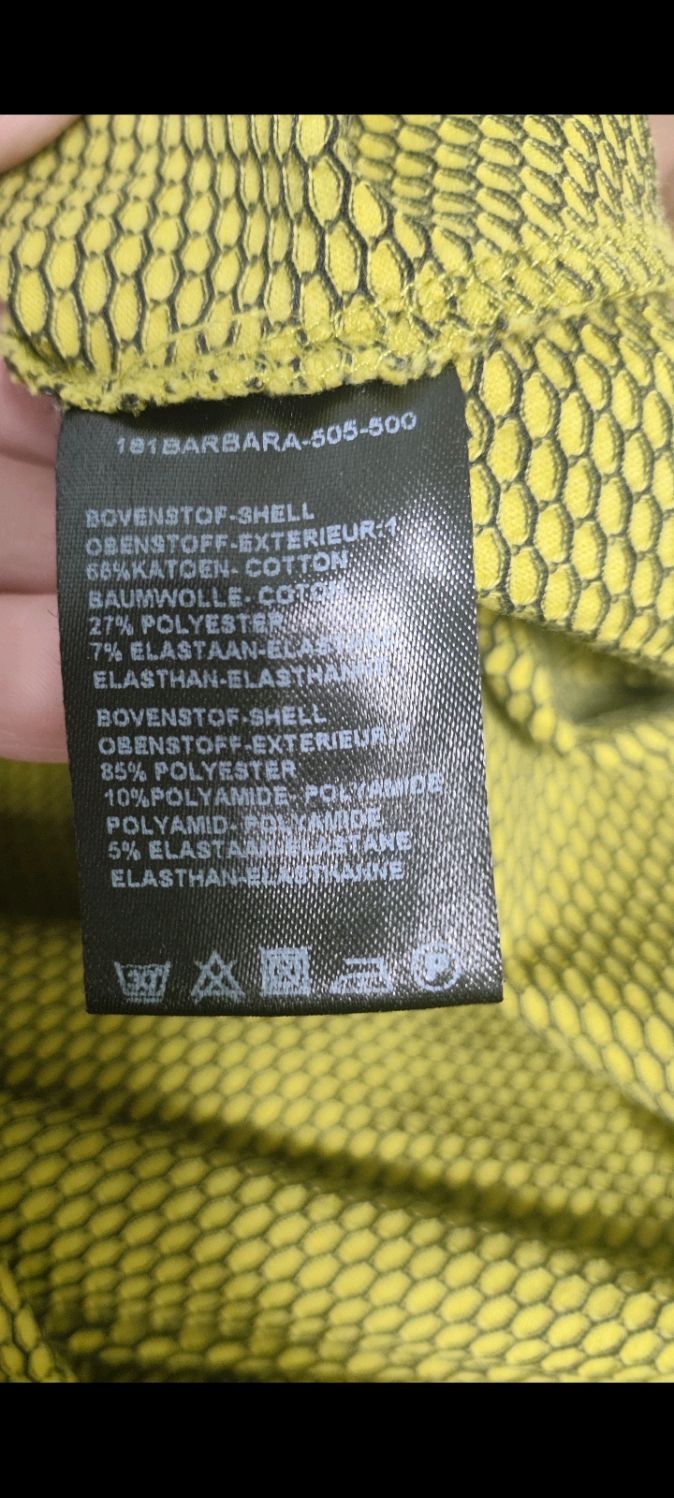 181BARBARA-505-500
BOVENSTOF-SHELL
OBENSTOFF-EXTERIEUR:1
66%KATOEN- COTTON
BAUMWOLLE- COTON
27% POLYESTER
7% ELASTAAN-ELASTANE
ELASTHAN-ELASTHANNE
BOVENSTOF-SHELL
OBENSTOFF-EXTERIEUR:2
85% POLYESTER
10%POLYAMIDE- POLYAMIDE
POLYAMID- POLYAMIDE
5% ELASTAAN-ELASTANE
ELASTHAN-ELASTHANNE
30 P